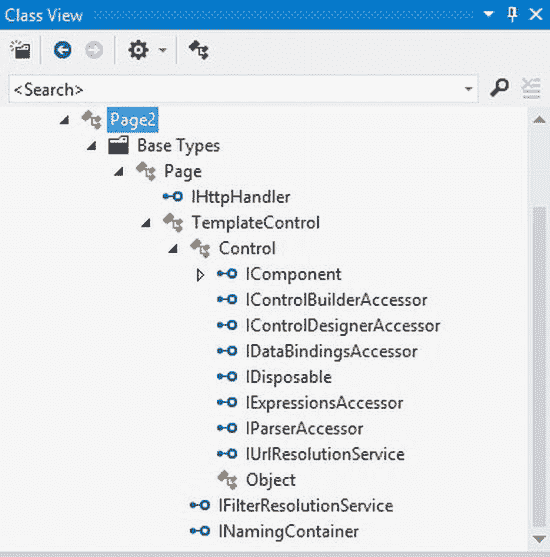 Class View
<Search>
Page2
Base Types
Page
IHttpHandler
TemplateControl
Control
IComponent
IControlBuilderAccessor
IControlDesignerAccessor
IDataBindingsAccessor
IDisposable
IExpressionsAccessor
IParserAccessor
IUrlResolutionService
Object
IFilterResolutionService
INamingContainer